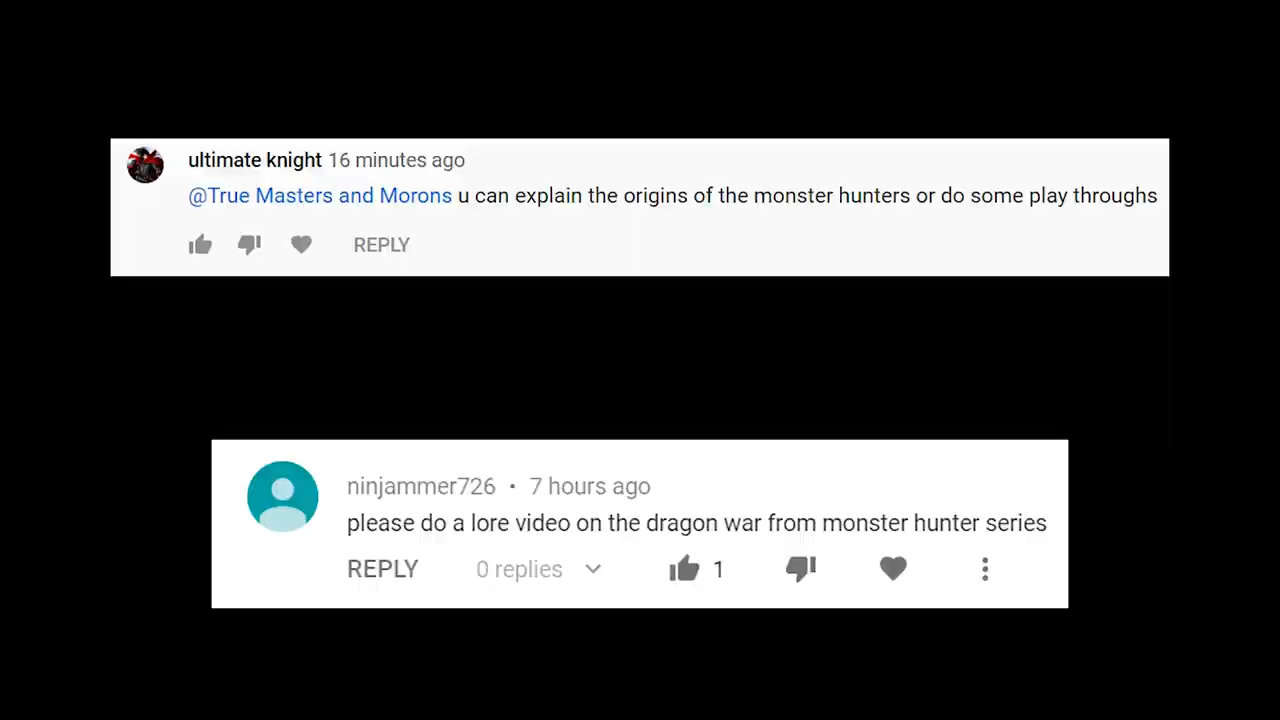 ultimate knight 16 minutes ago
@True Masters and Morons u can explain the origins of the monster hunters or do some play throughs
REPLY
ninjammer726 • 7 hours ago
please do a lore video on the dragon war from monster hunter series
REPLY 0 replies 1